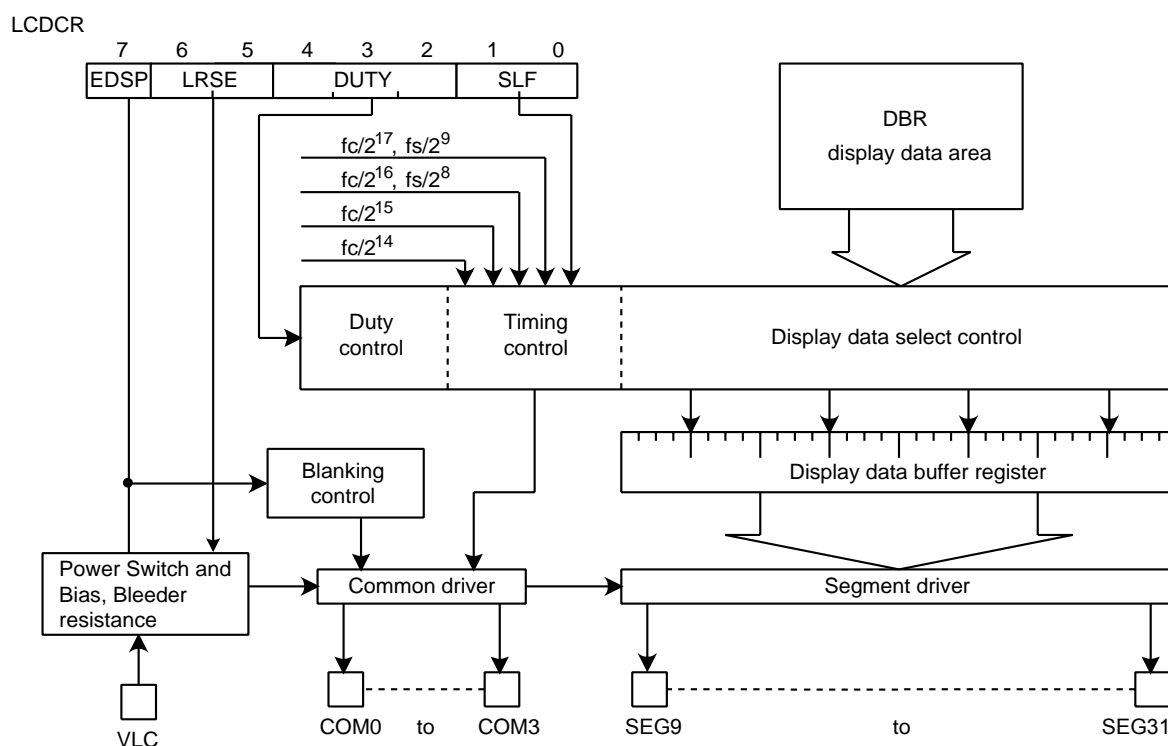 LCDCR
7 6 5 4 3 2 1 0
EDSP LRSE DUTY SLF
DBR
display data area
fc/2^17, fs/2^9
fc/2^16, fs/2^8
fc/2^15
fc/2^14
Duty
control
Timing
control
Display data select control
Blanking
control
Display data buffer register
Power Switch and
Bias, Bleeder
resistance
Common driver
Segment driver
COM0 to COM3
SEG9 to SEG31
VLC